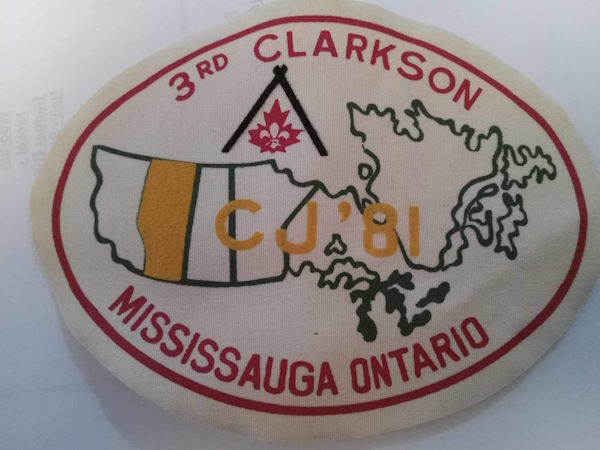 3RD CLARKSON
CJ '81
MISSISSAUGA ONTARIO